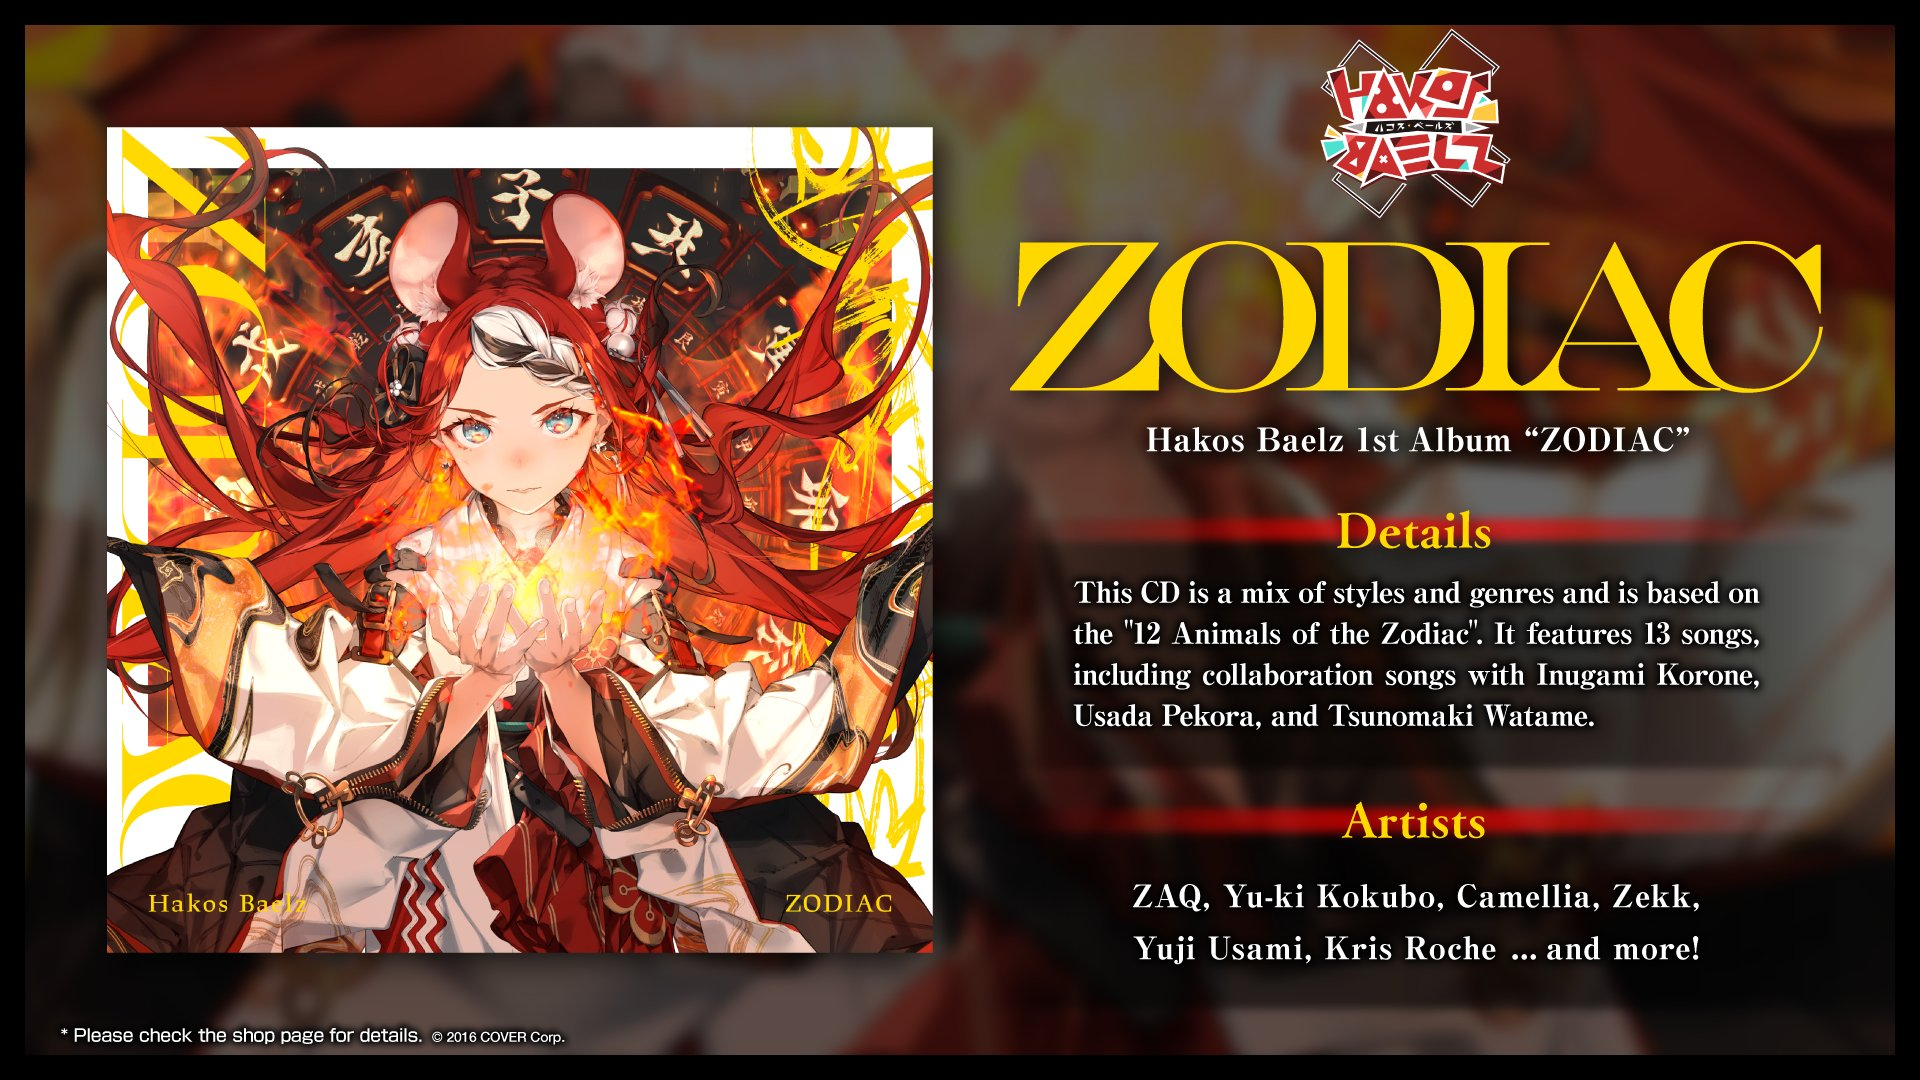 HAKOS
ハコス・ベールズ
BAELZ
ZODIAC
子
亥
丑
Hakos Baelz
ZODIAC
Hakos Baelz 1st Album “ZODIAC”
Details
This CD is a mix of styles and genres and is based on
the "12 Animals of the Zodiac". It features 13 songs,
including collaboration songs with Inugami Korone,
Usada Pekora, and Tsunomaki Watame.
Artists
ZAQ, Yu-ki Kokubo, Camellia, Zekk,
Yuji Usami, Kris Roche ... and more!
* Please check the shop page for details. © 2016 COVER Corp.